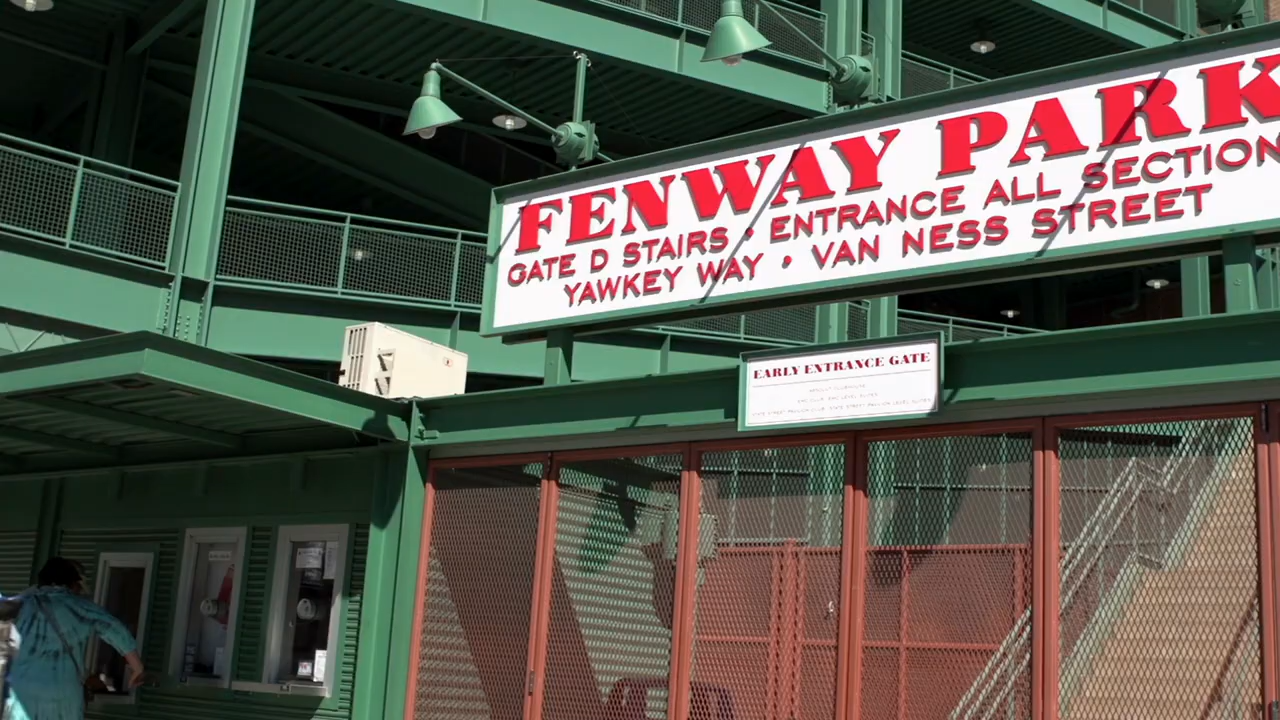 FENWAY PARK
GATE D STAIRS • ENTRANCE ALL SECTION
YAWKEY WAY • VAN NESS STREET
EARLY ENTRANCE GATE